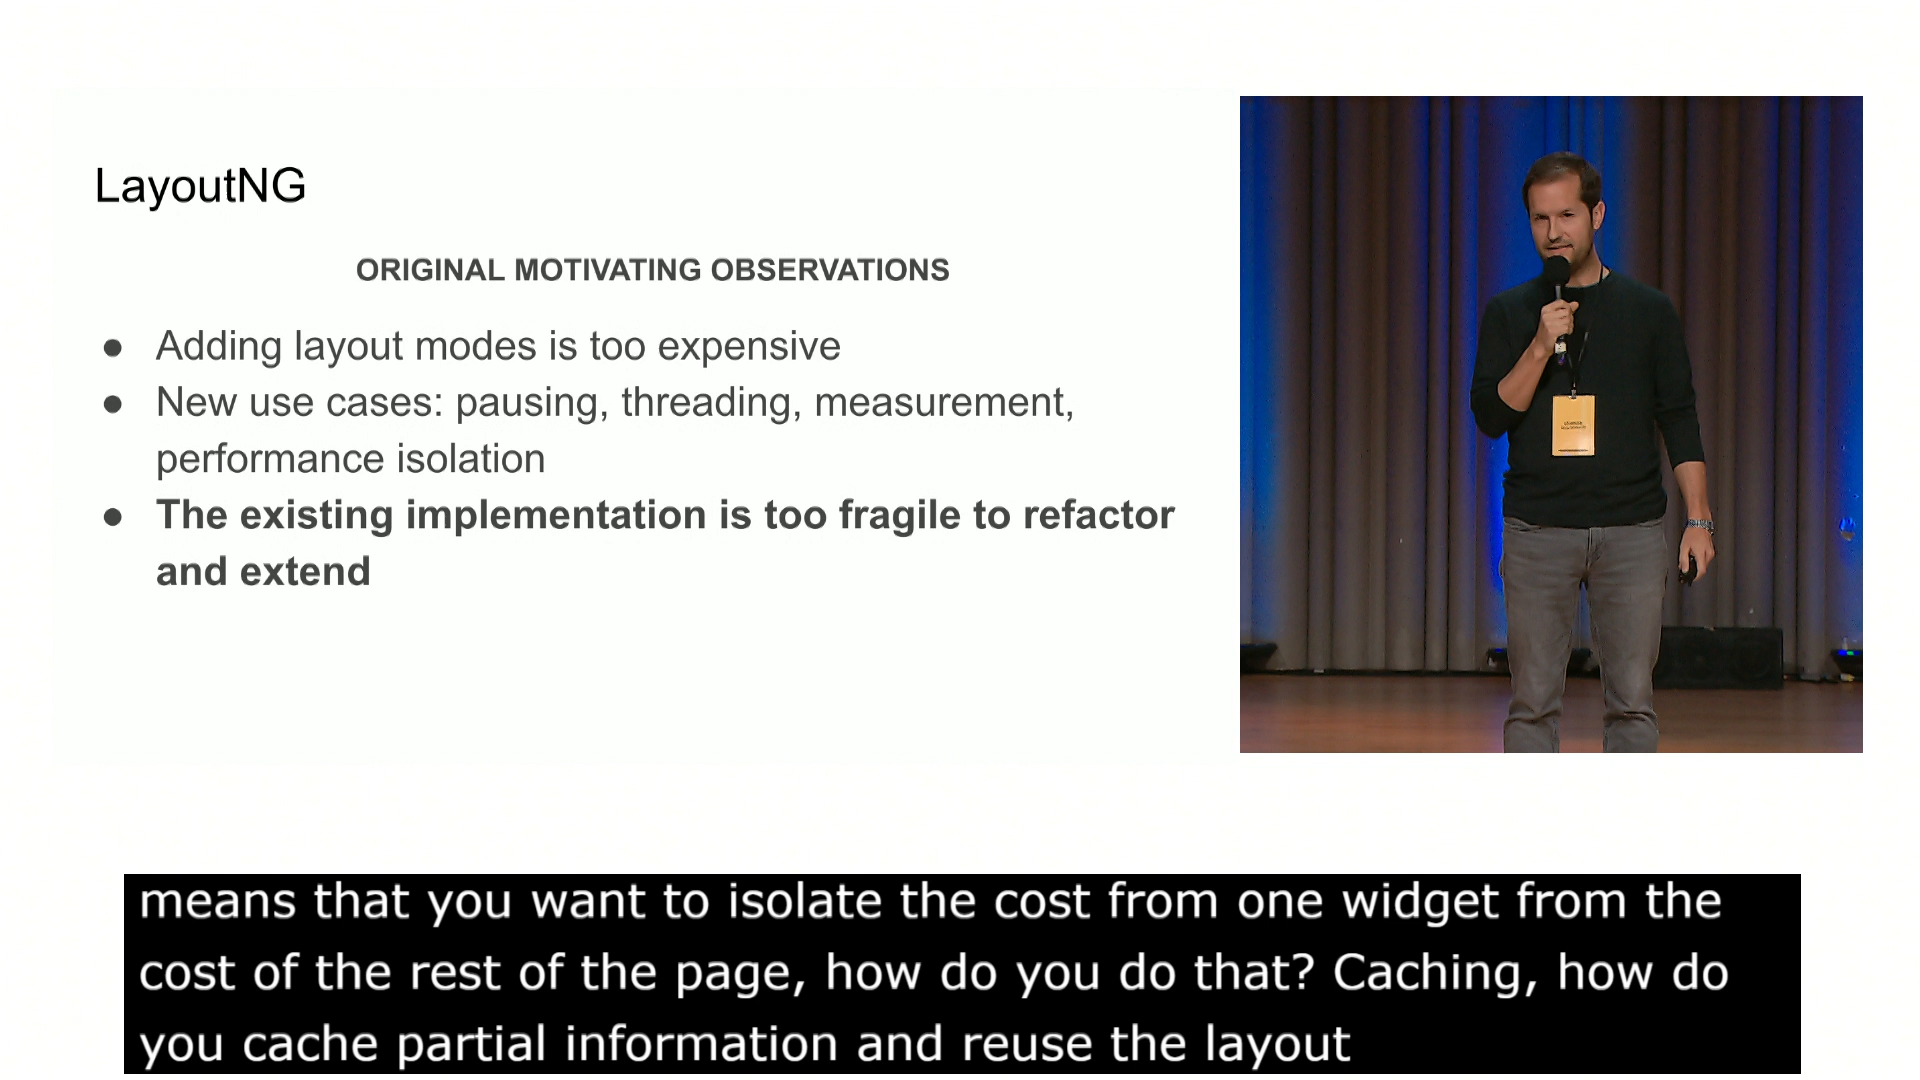 LayoutNG
ORIGINAL MOTIVATING OBSERVATIONS
● Adding layout modes is too expensive
● New use cases: pausing, threading, measurement,
performance isolation
● The existing implementation is too fragile to refactor
and extend
means that you want to isolate the cost from one widget from the
cost of the rest of the page, how do you do that? Caching, how do
you cache partial information and reuse the layout